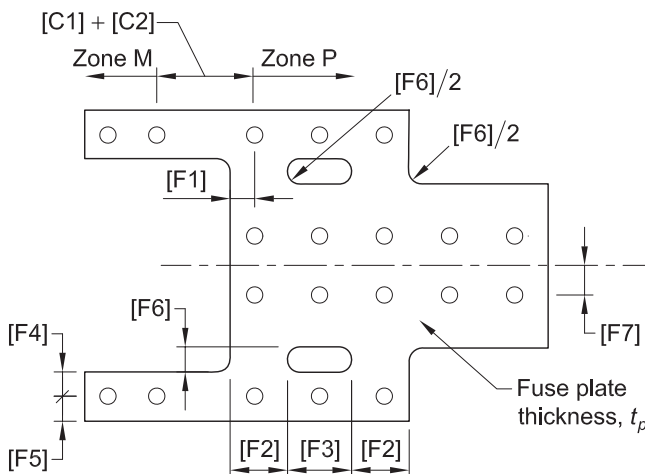 [C1] + [C2]
Zone M
Zone P
[F6]/2
[F6]/2
[F1]
[F6]
[F4]
[F7]
[F5]
Fuse plate
thickness, tp
[F2]
[F3]
[F2]